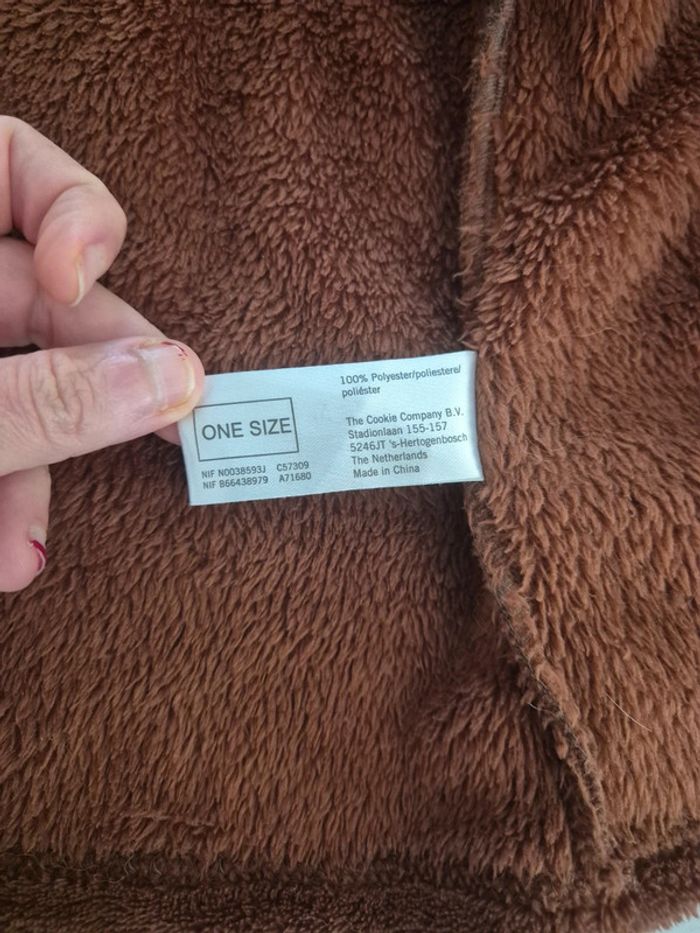 100% Polyester/poliestere/
poliéster
ONE SIZE
The Cookie Company B.V.
Stadionlaan 155-157
5246JT 's-Hertogenbosch
The Netherlands
Made in China
NIF N0038593J C57309
NIF B66438979 A71680